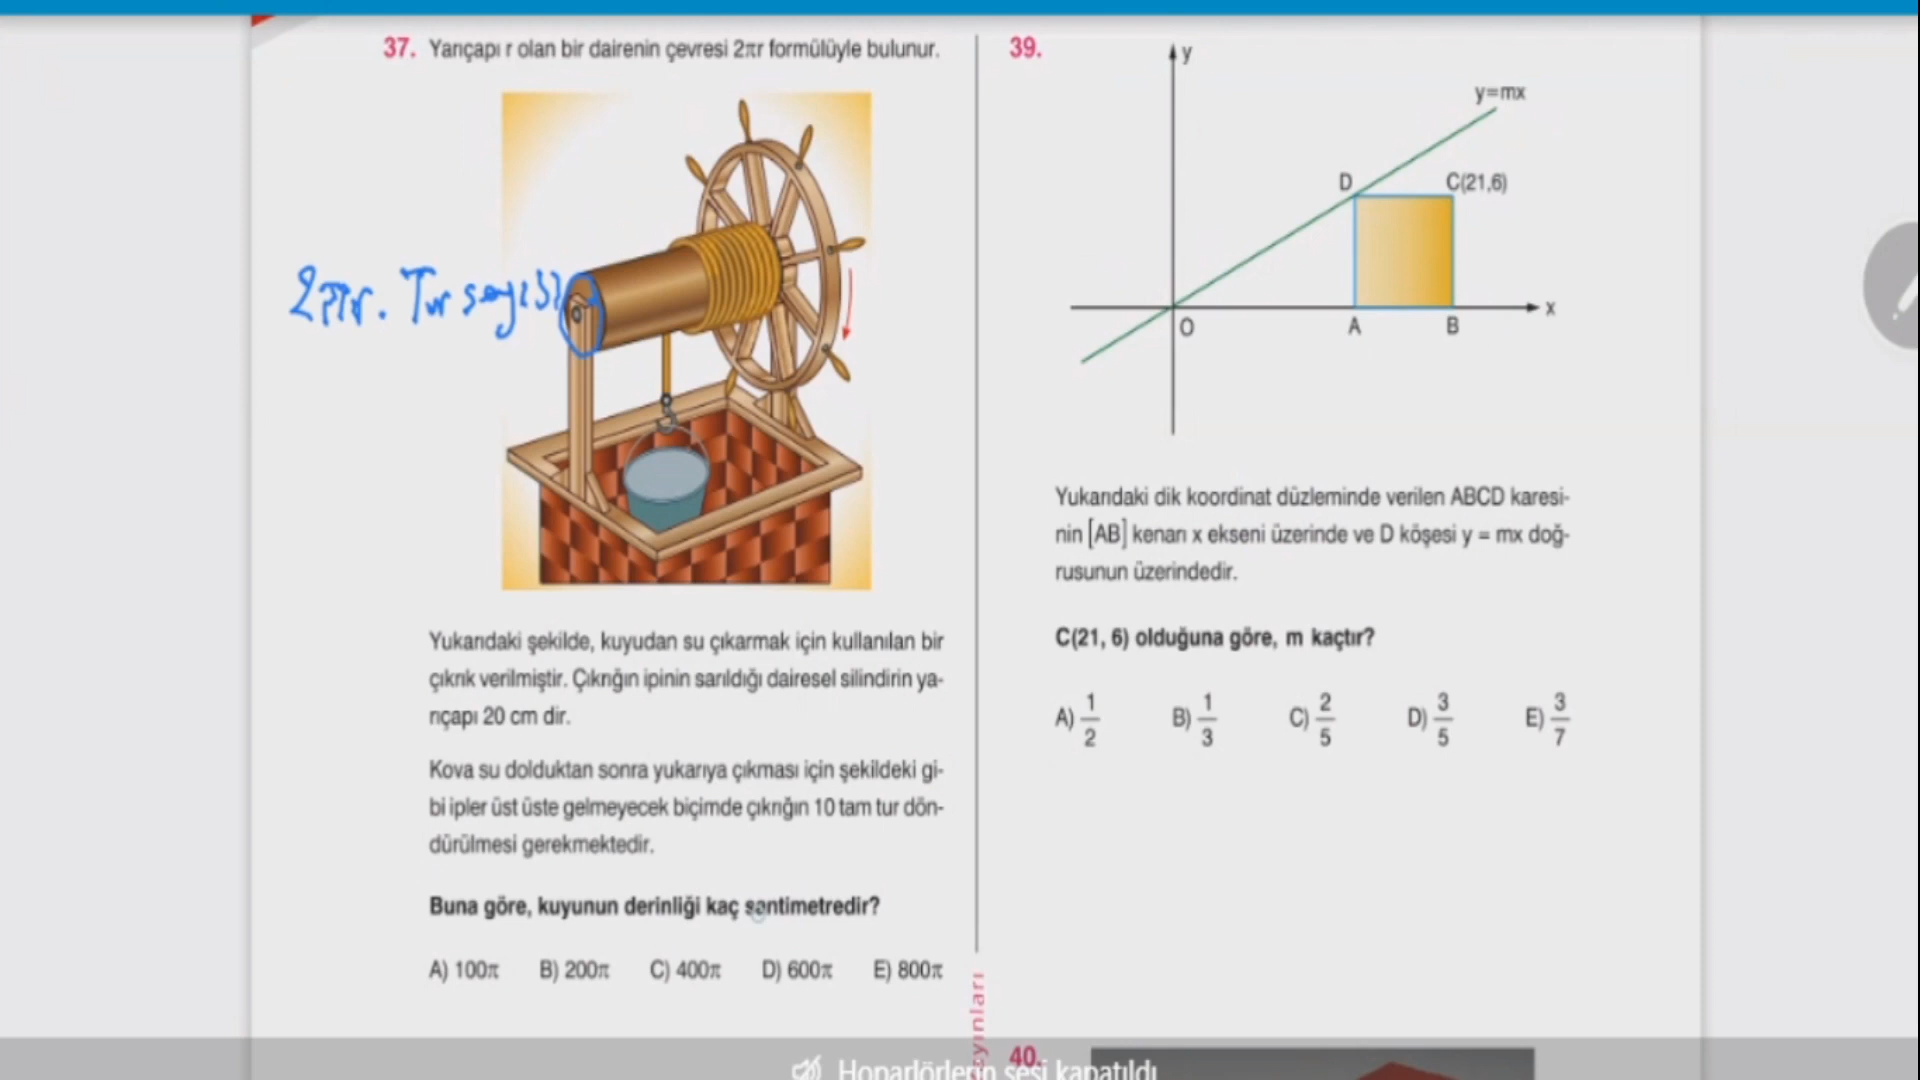 37. Yarıçapı r olan bir dairenin çevresi 2πr formülüyle bulunur.
2πr. Tur sayısı
Yukarıdaki şekilde, kuyudan su çıkarmak için kullanılan bir
çıkrık verilmiştir. Çıkrığın ipinin sarıldığı dairesel silindirin ya-
rıçapı 20 cm dir.
Kova su dolduktan sonra yukarıya çıkması için şekildeki gi-
bi ipler üst üste gelmeyecek biçimde çıkrığın 10 tam tur dön-
dürülmesi gerekmektedir.
Buna göre, kuyunun derinliği kaç santimetredir?
A) 100π B) 200π C) 400π D) 600π E) 800π
39.
y
y=mx
D C(21,6)
x
O A B
Yukarıdaki dik koordinat düzleminde verilen ABCD karesi-
nin [AB] kenarı x ekseni üzerinde ve D köşesi y = mx doğ-
rusunun üzerindedir.
C(21, 6) olduğuna göre, m kaçtır?
A) 1/2 B) 1/3 C) 2/5 D) 3/5 E) 3/7
40.
Hoparlörlerin sesi kapatıldı